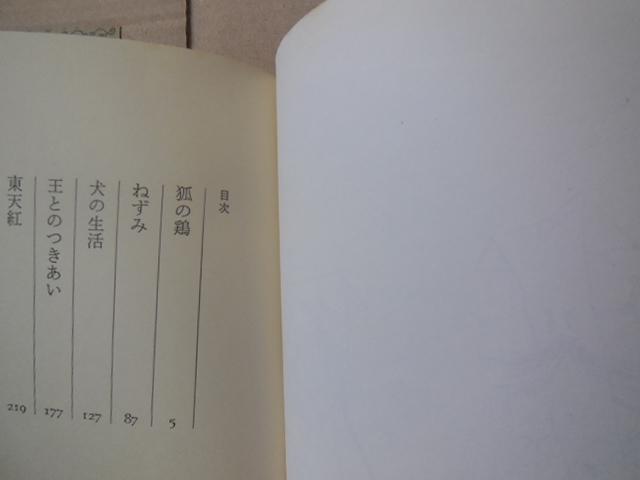 目次
狐の鶏 5
ねずみ 87
犬の生活 127
王とのつきあい 177
東天紅 219